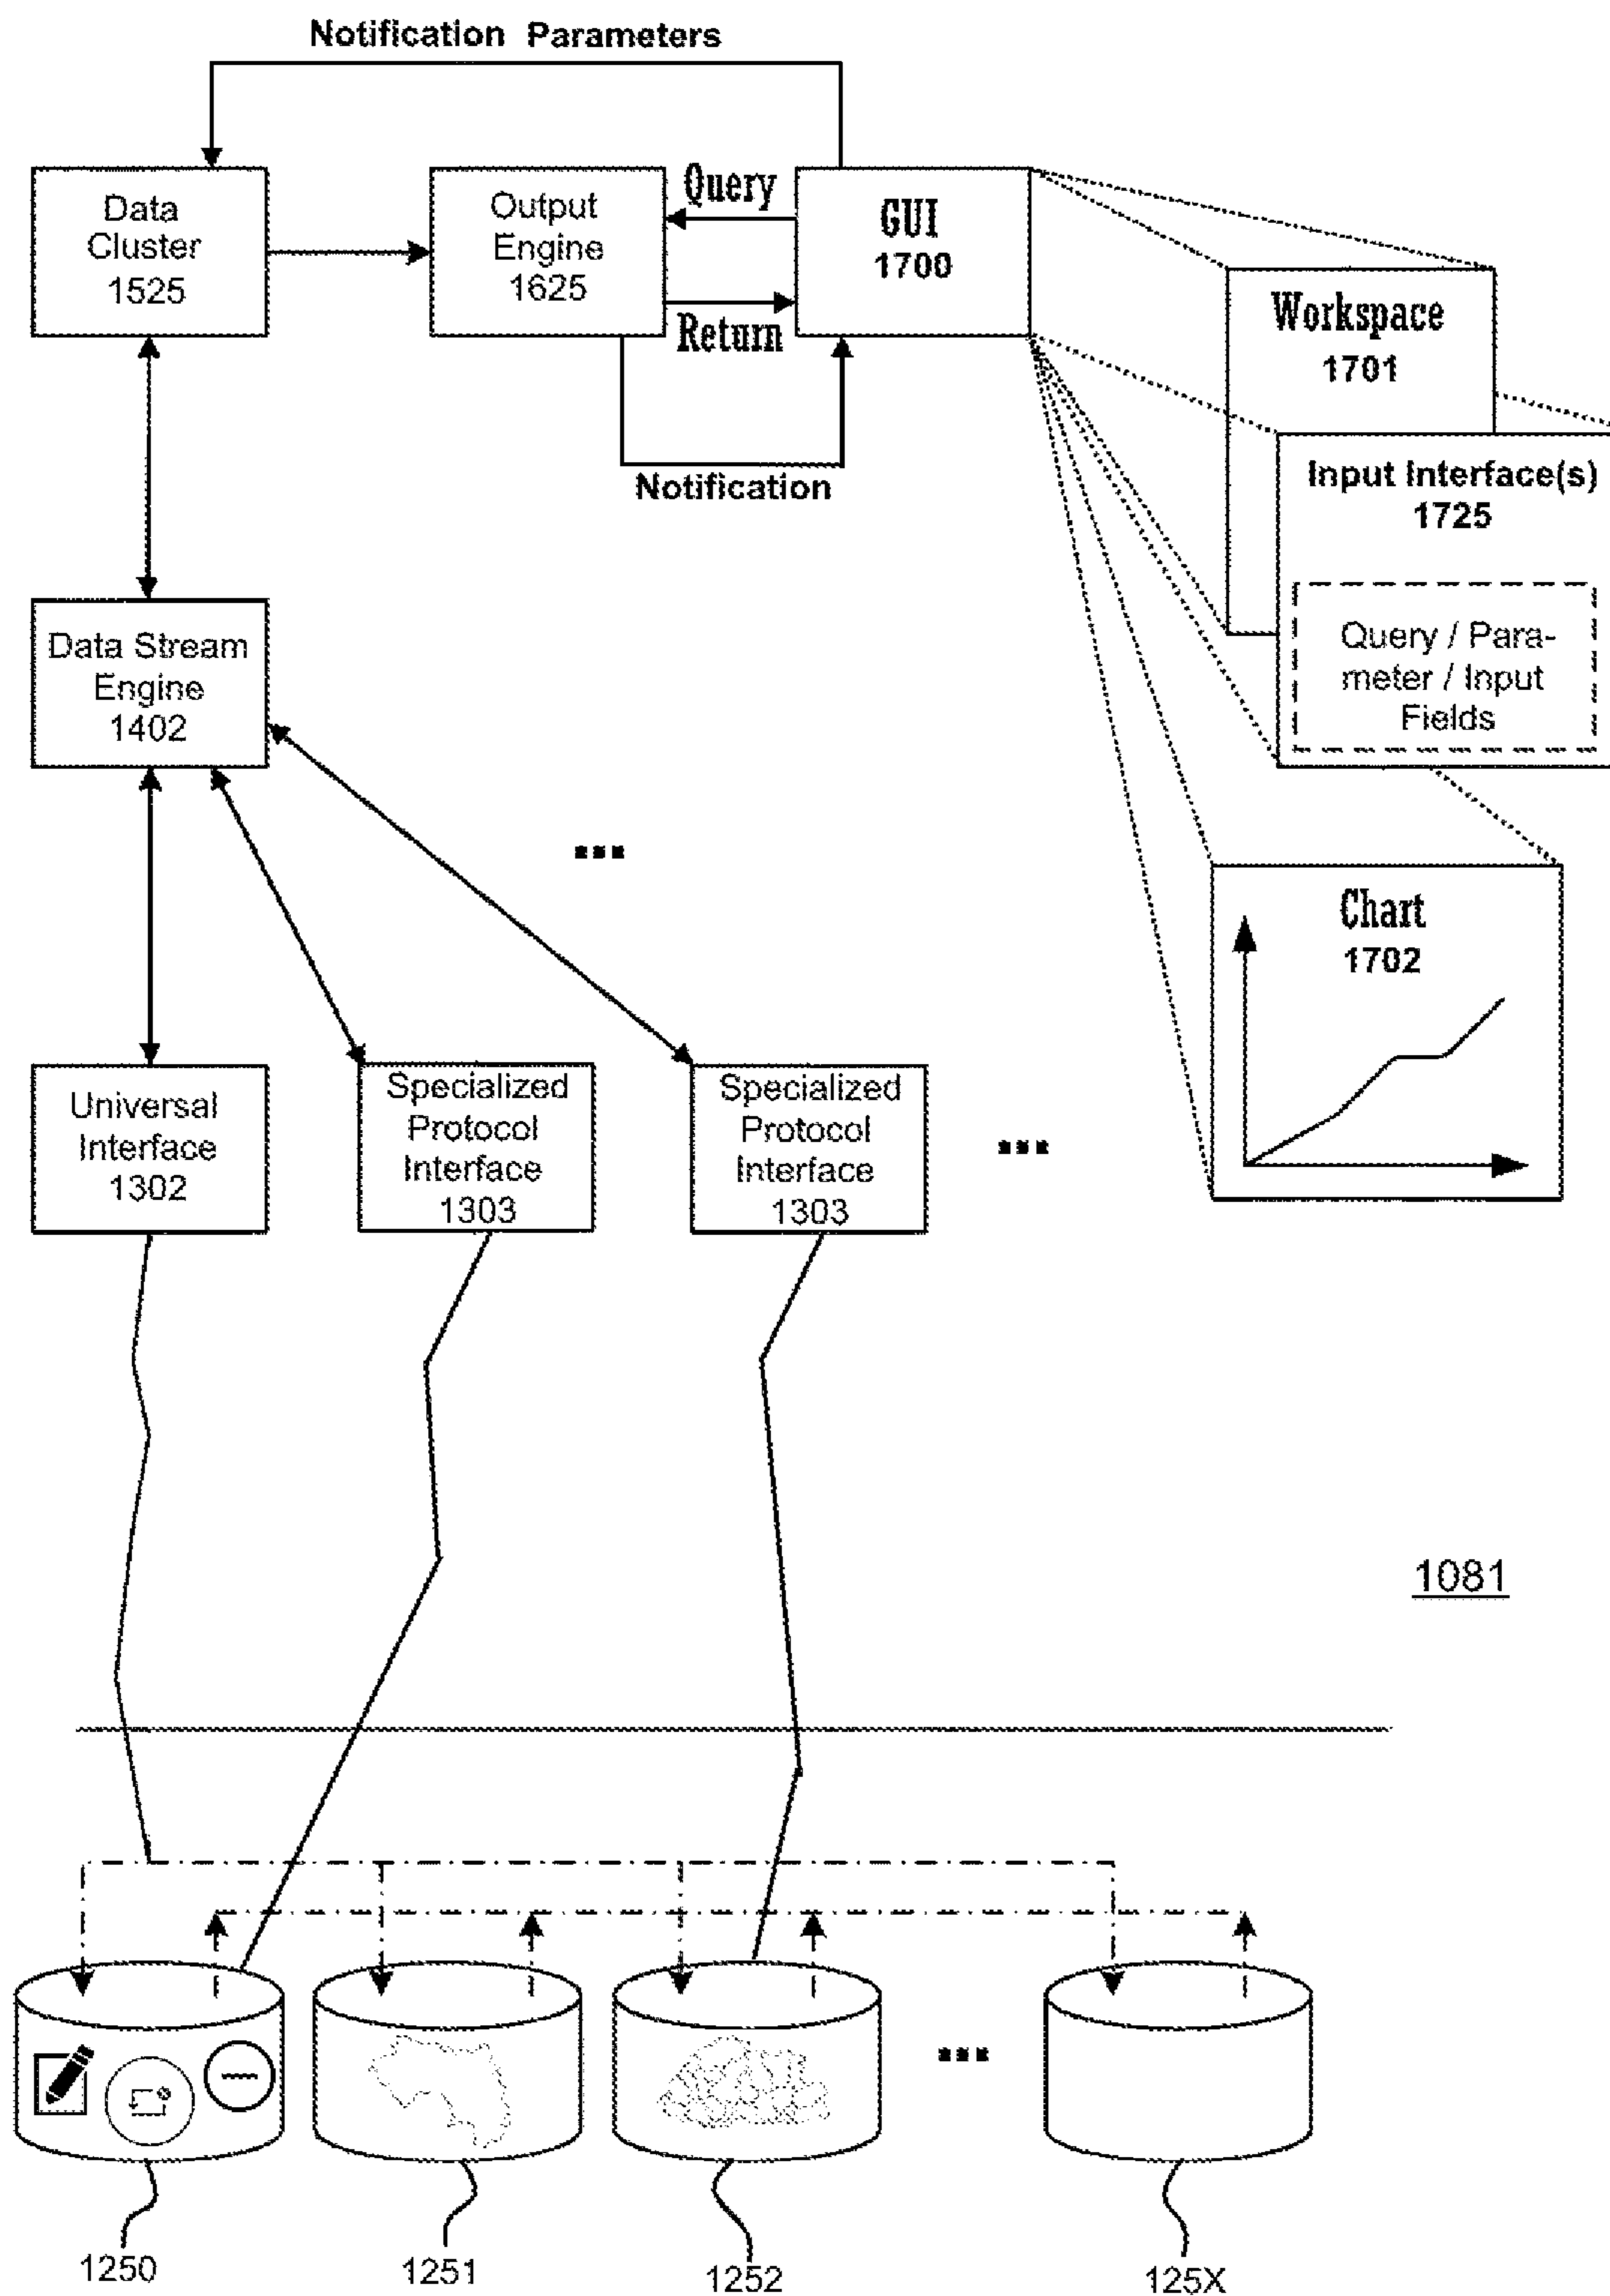 Notification Parameters
Data
Cluster
1525
Output
Engine
1625
Query
Return
GUI
1700
Notification
Workspace
1701
Input Interface(s)
1725
Query / Para-
meter / Input
Fields
Data Stream
Engine
1402
...
Chart
1702
Universal
Interface
1302
Specialized
Protocol
Interface
1303
Specialized
Protocol
Interface
1303
...
1081
...
1250
1251
1252
125X